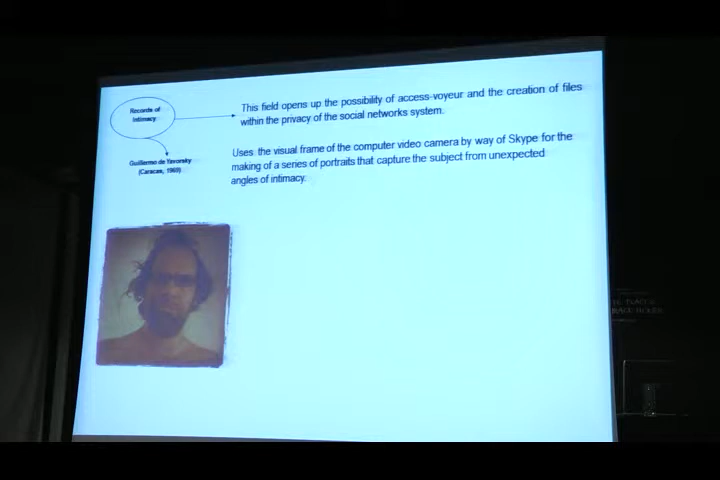 Records of
Intimacy
This field opens up the possibility of access-voyeur and the creation of files
within the privacy of the social networks system.
Guillermo de Yavorsky
(Caracas, 1969)
Uses the visual frame of the computer video camera by way of Skype for the
making of a series of portraits that capture the subject from unexpected
angles of intimacy.